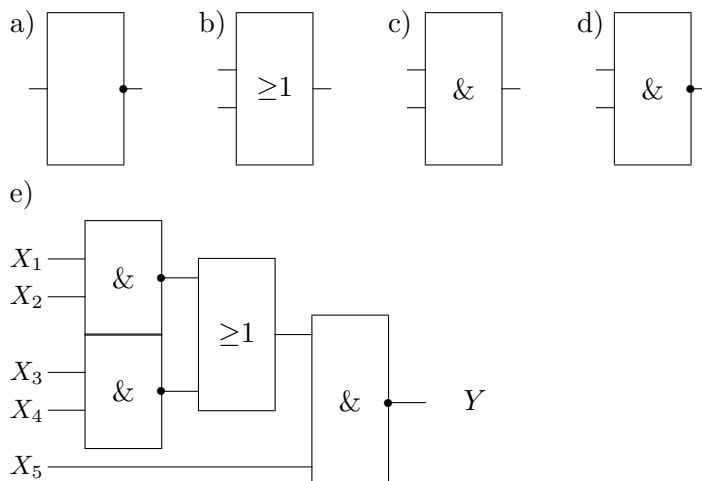 a) b) c) d)
≥1 & &
e)
X₁
&
X₂
≥1
X₃
&
&
Y
X₄
X₅